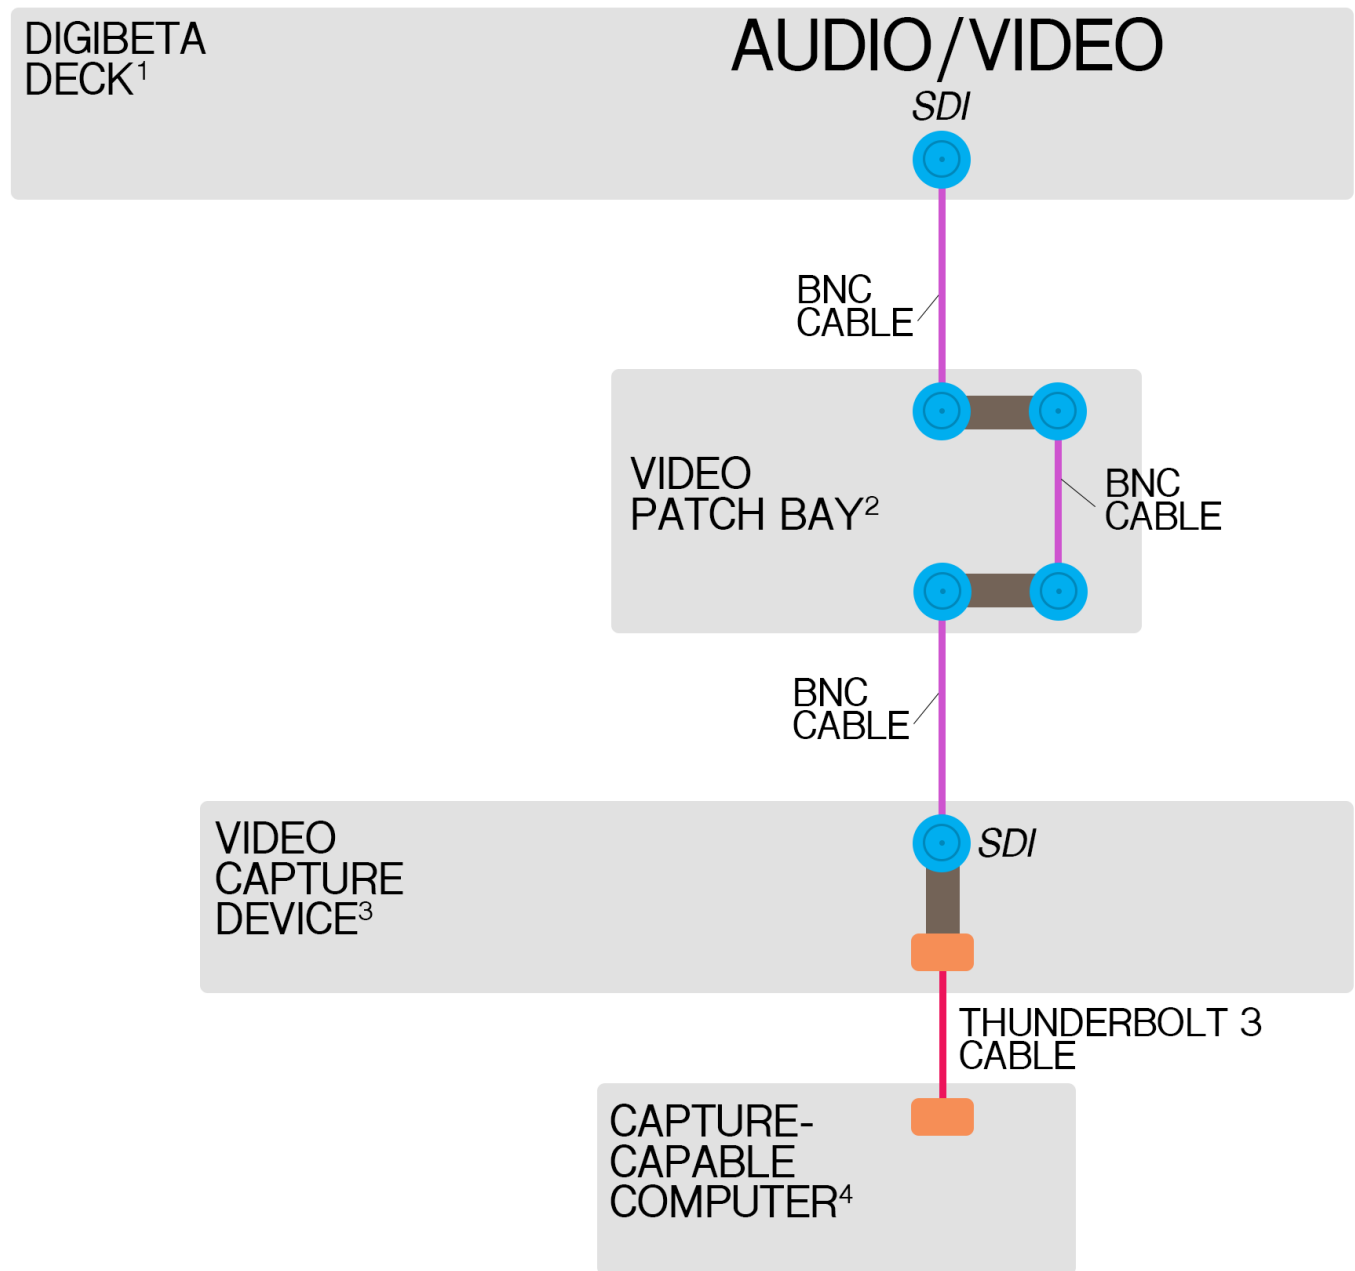 DIGIBETA
DECK¹
AUDIO/VIDEO
SDI
BNC
CABLE
VIDEO
PATCH BAY²
BNC
CABLE
BNC
CABLE
VIDEO
CAPTURE
DEVICE³
SDI
THUNDERBOLT 3
CABLE
CAPTURE-
CAPABLE
COMPUTER⁴